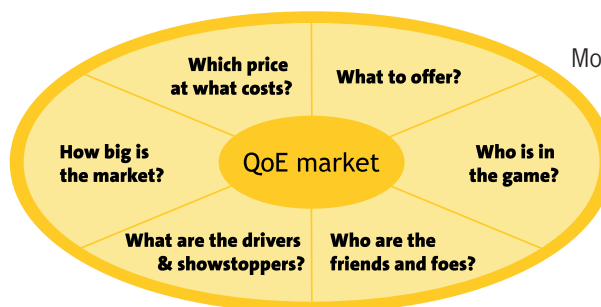 Which price
at what costs?
What to offer?
Mo
How big is
the market?
QoE market
Who is in
the game?
What are the drivers
& showstoppers?
Who are the
friends and foes?